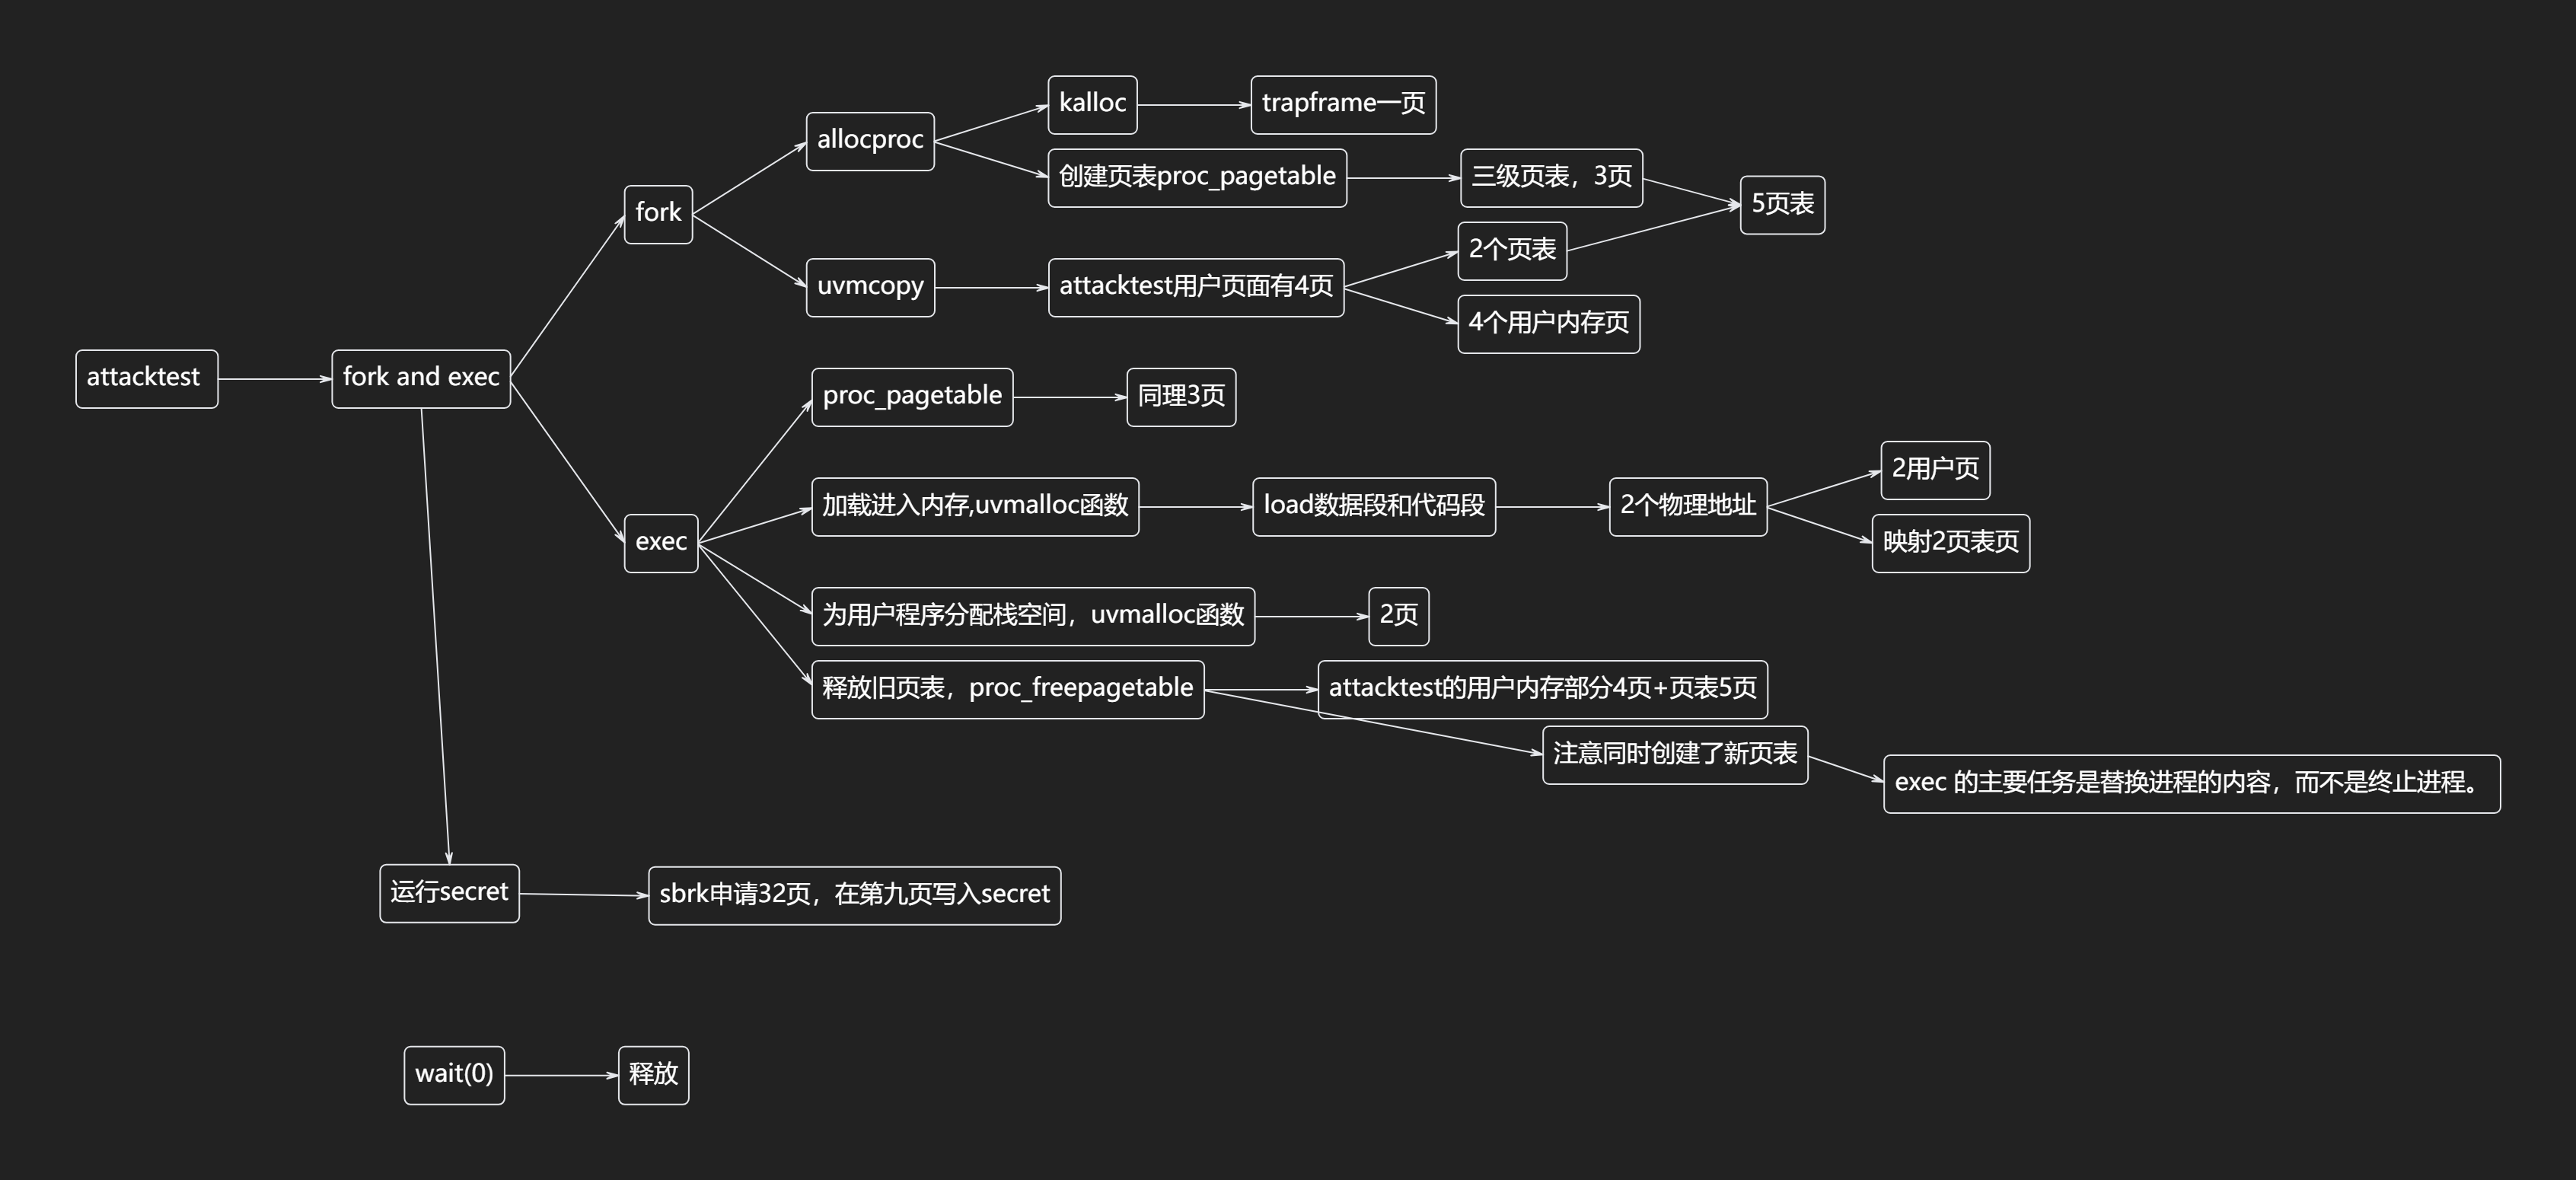 kalloc
trapframe一页
allocproc
创建页表proc_pagetable
三级页表，3页
5页表
fork
2个页表
uvmcopy
attacktest用户页面有4页
4个用户内存页
attacktest
fork and exec
proc_pagetable
同理3页
2用户页
加载进入内存,uvmalloc函数
load数据段和代码段
2个物理地址
映射2页表页
exec
为用户程序分配栈空间，uvmalloc函数
2页
释放旧页表，proc_freepagetable
attacktest的用户内存部分4页+页表5页
注意同时创建了新页表
exec 的主要任务是替换进程的内容，而不是终止进程。
运行secret
sbrk申请32页，在第九页写入secret
wait(0)
释放